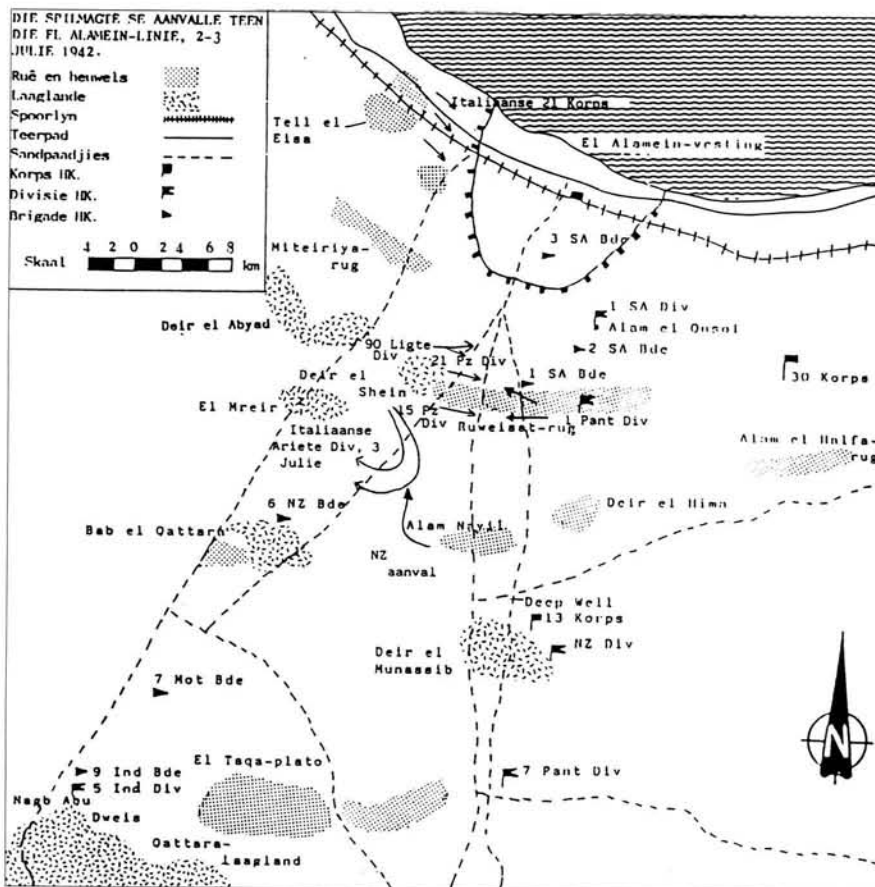 DIE SPILMAGTE SE AANVALLE TEEN
DIE EL ALAMEIN-LINIE, 2-3
JULIE 1942.
Ruë en heuwels
Laaglande
Spoorlyn
Teerpad
Sandpaadjies
Korps HK.
Divisie HK.
Brigade HK.
Skaal
4 2 0 2 4 6 8
km
Italiaanse 21 Korps
Tell el
Eisa
El Alamein-vesting
3 SA Bde
Miteiriya-
rug
1 SA Div
Alam el Onsol
2 SA Bde
Deir el Abyad
90 Ligte
Div
21 Pz Div
Deir el
Shein
1 SA Bde
30 Korps
El Mreir
15 Pz
Div
Ruweisat-rug
1 Pant Div
Italiaanse
Ariete Div, 3
Julie
Alam el Halfa-
rug
6 NZ Bde
Deir el Hima
Bab el Qattara
Alam Nayil
NZ
aanval
Deep Well
13 Korps
Deir el
Munassib
NZ Div
7 Mot Bde
El Taqa-plato
9 Ind Bde
5 Ind Div
7 Pant Div
Naqb Abu
Dweis
Qattara-
Laagland
N